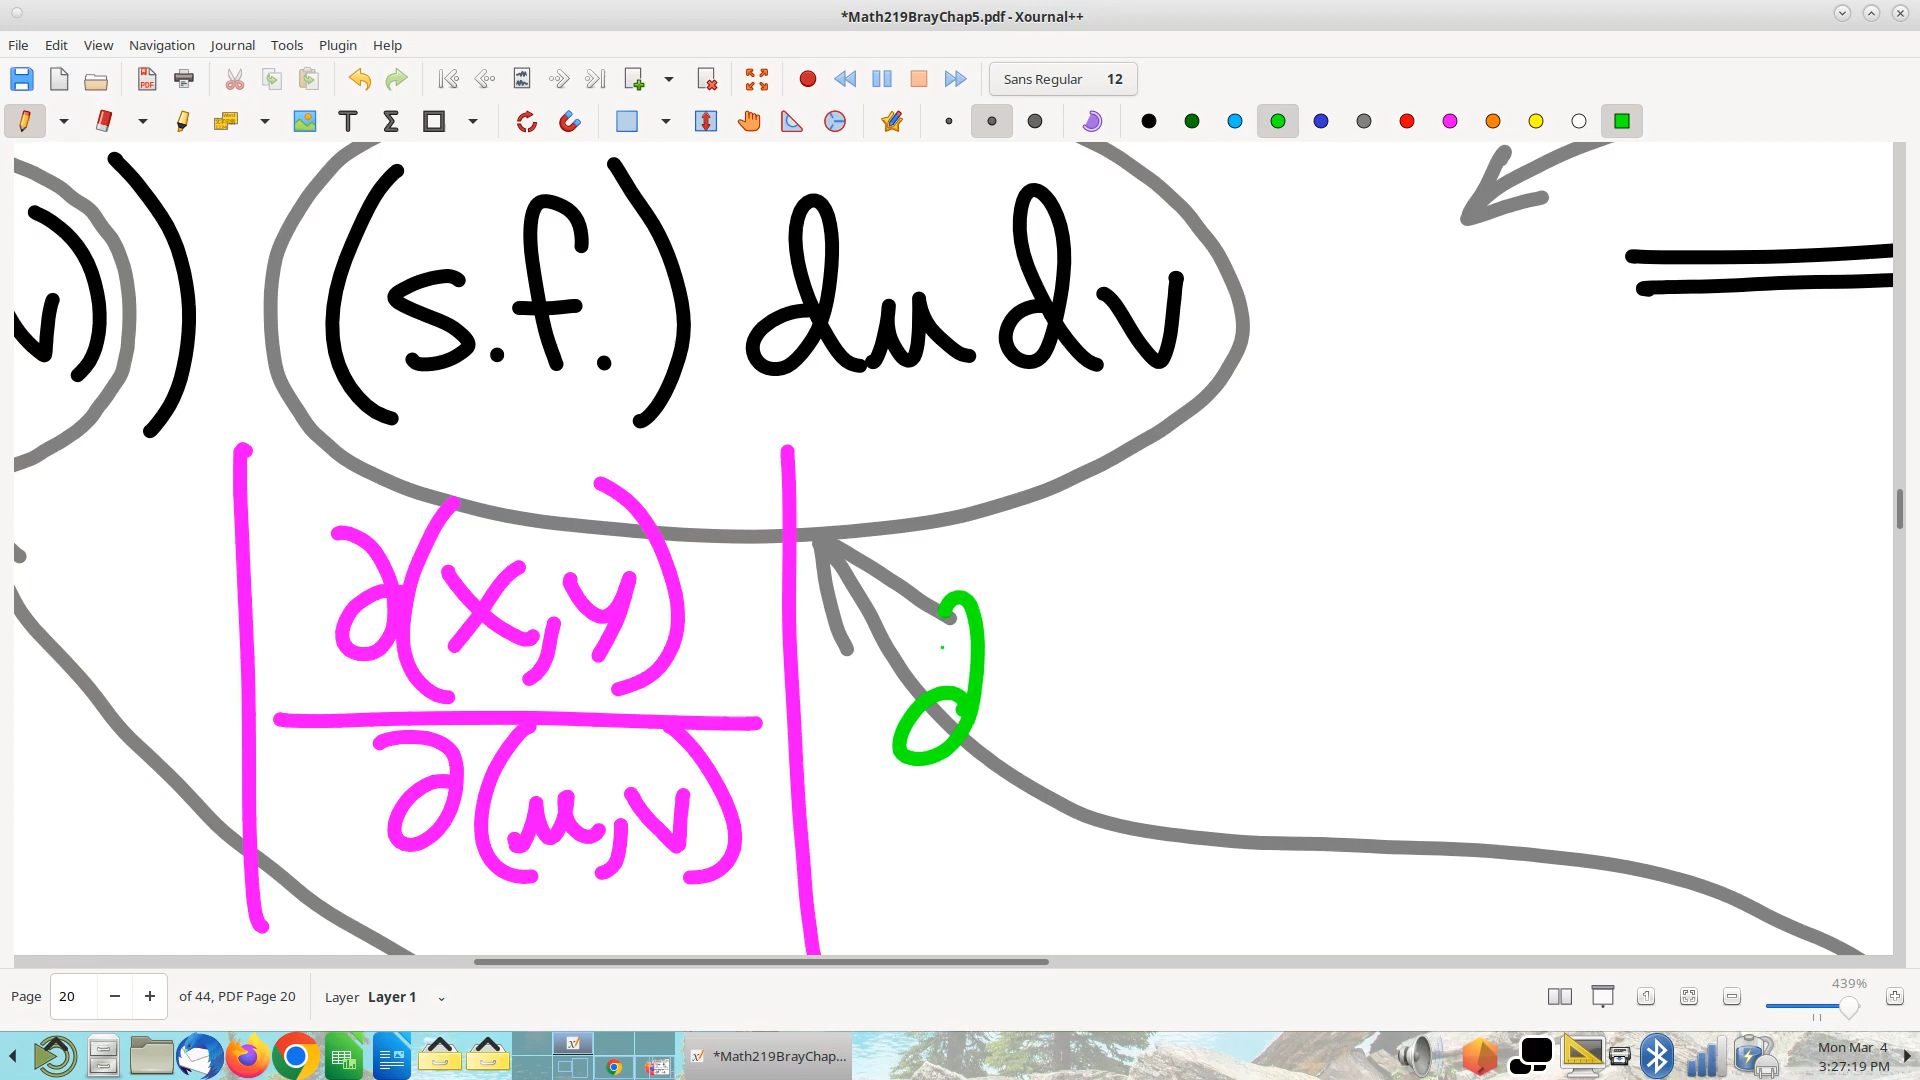 *Math219BrayChap5.pdf - Xournal++
File Edit View Navigation Journal Tools Plugin Help
Sans Regular 12
v)) (s.f.) du dv
∂(x,y)
∂(u,v)
∂
Page 20 of 44, PDF Page 20 Layer Layer 1
439%
*Math219BrayChap...
Mon Mar 4
3:27:19 PM